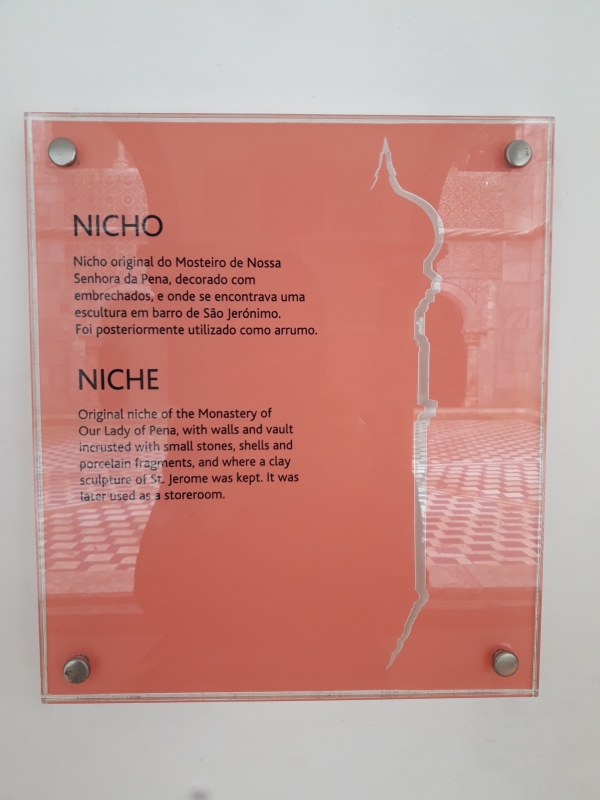 NICHO
Nicho original do Mosteiro de Nossa
Senhora da Pena, decorado com
embrechados, e onde se encontrava uma
escultura em barro de São Jerónimo.
Foi posteriormente utilizado como arrumo.
NICHE
Original niche of the Monastery of
Our Lady of Pena, with walls and vault
incrusted with small stones, shells and
porcelain fragments, and where a clay
sculpture of St. Jerome was kept. It was
later used as a storeroom.